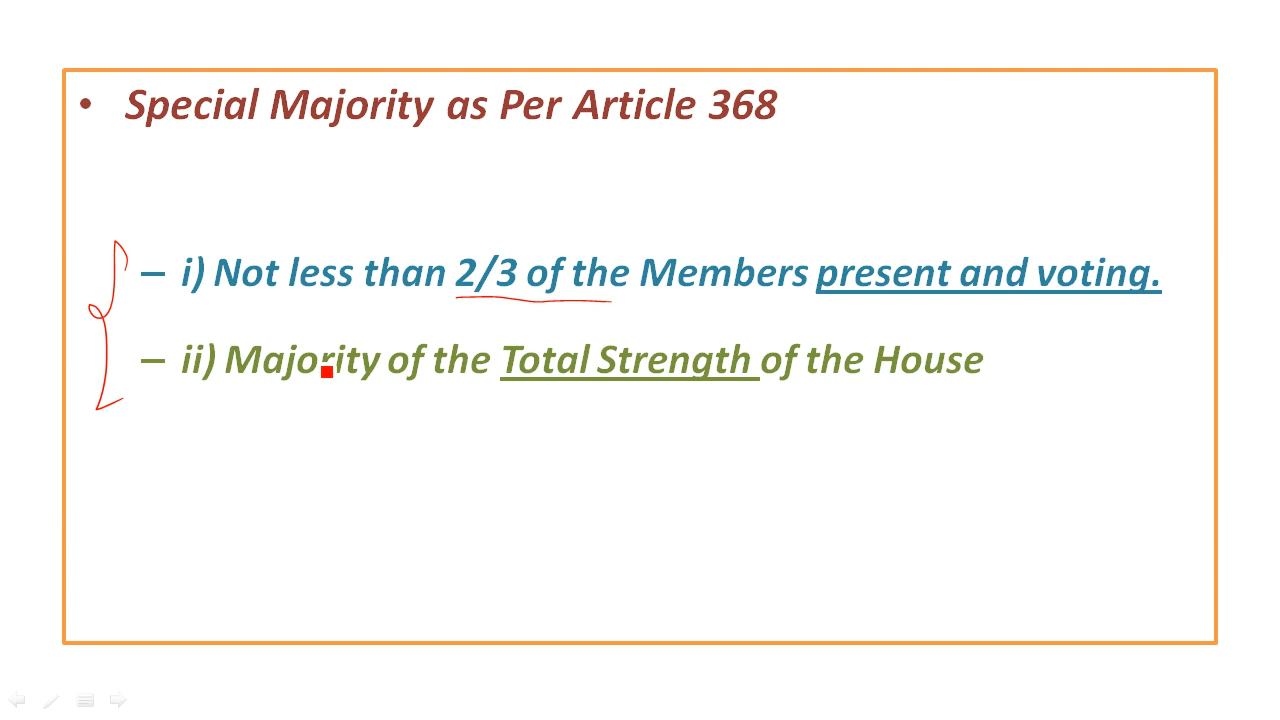 • Special Majority as Per Article 368
– i) Not less than 2/3 of the Members present and voting.
– ii) Majority of the Total Strength of the House